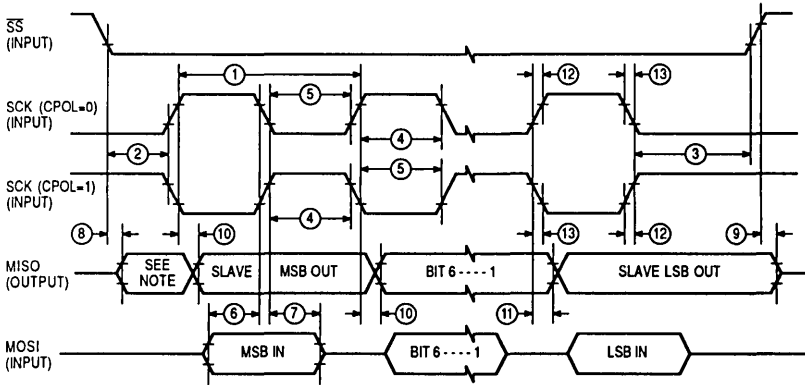 SS
(INPUT)
1
12
13
5
SCK (CPOL=0)
(INPUT)
4
2
3
5
SCK (CPOL=1)
(INPUT)
4
13
12
8
10
9
MISO
(OUTPUT)
SEE
NOTE
SLAVE
MSB OUT
BIT 6 ---- 1
SLAVE LSB OUT
6
7
10
11
MOSI
(INPUT)
MSB IN
BIT 6 ---- 1
LSB IN